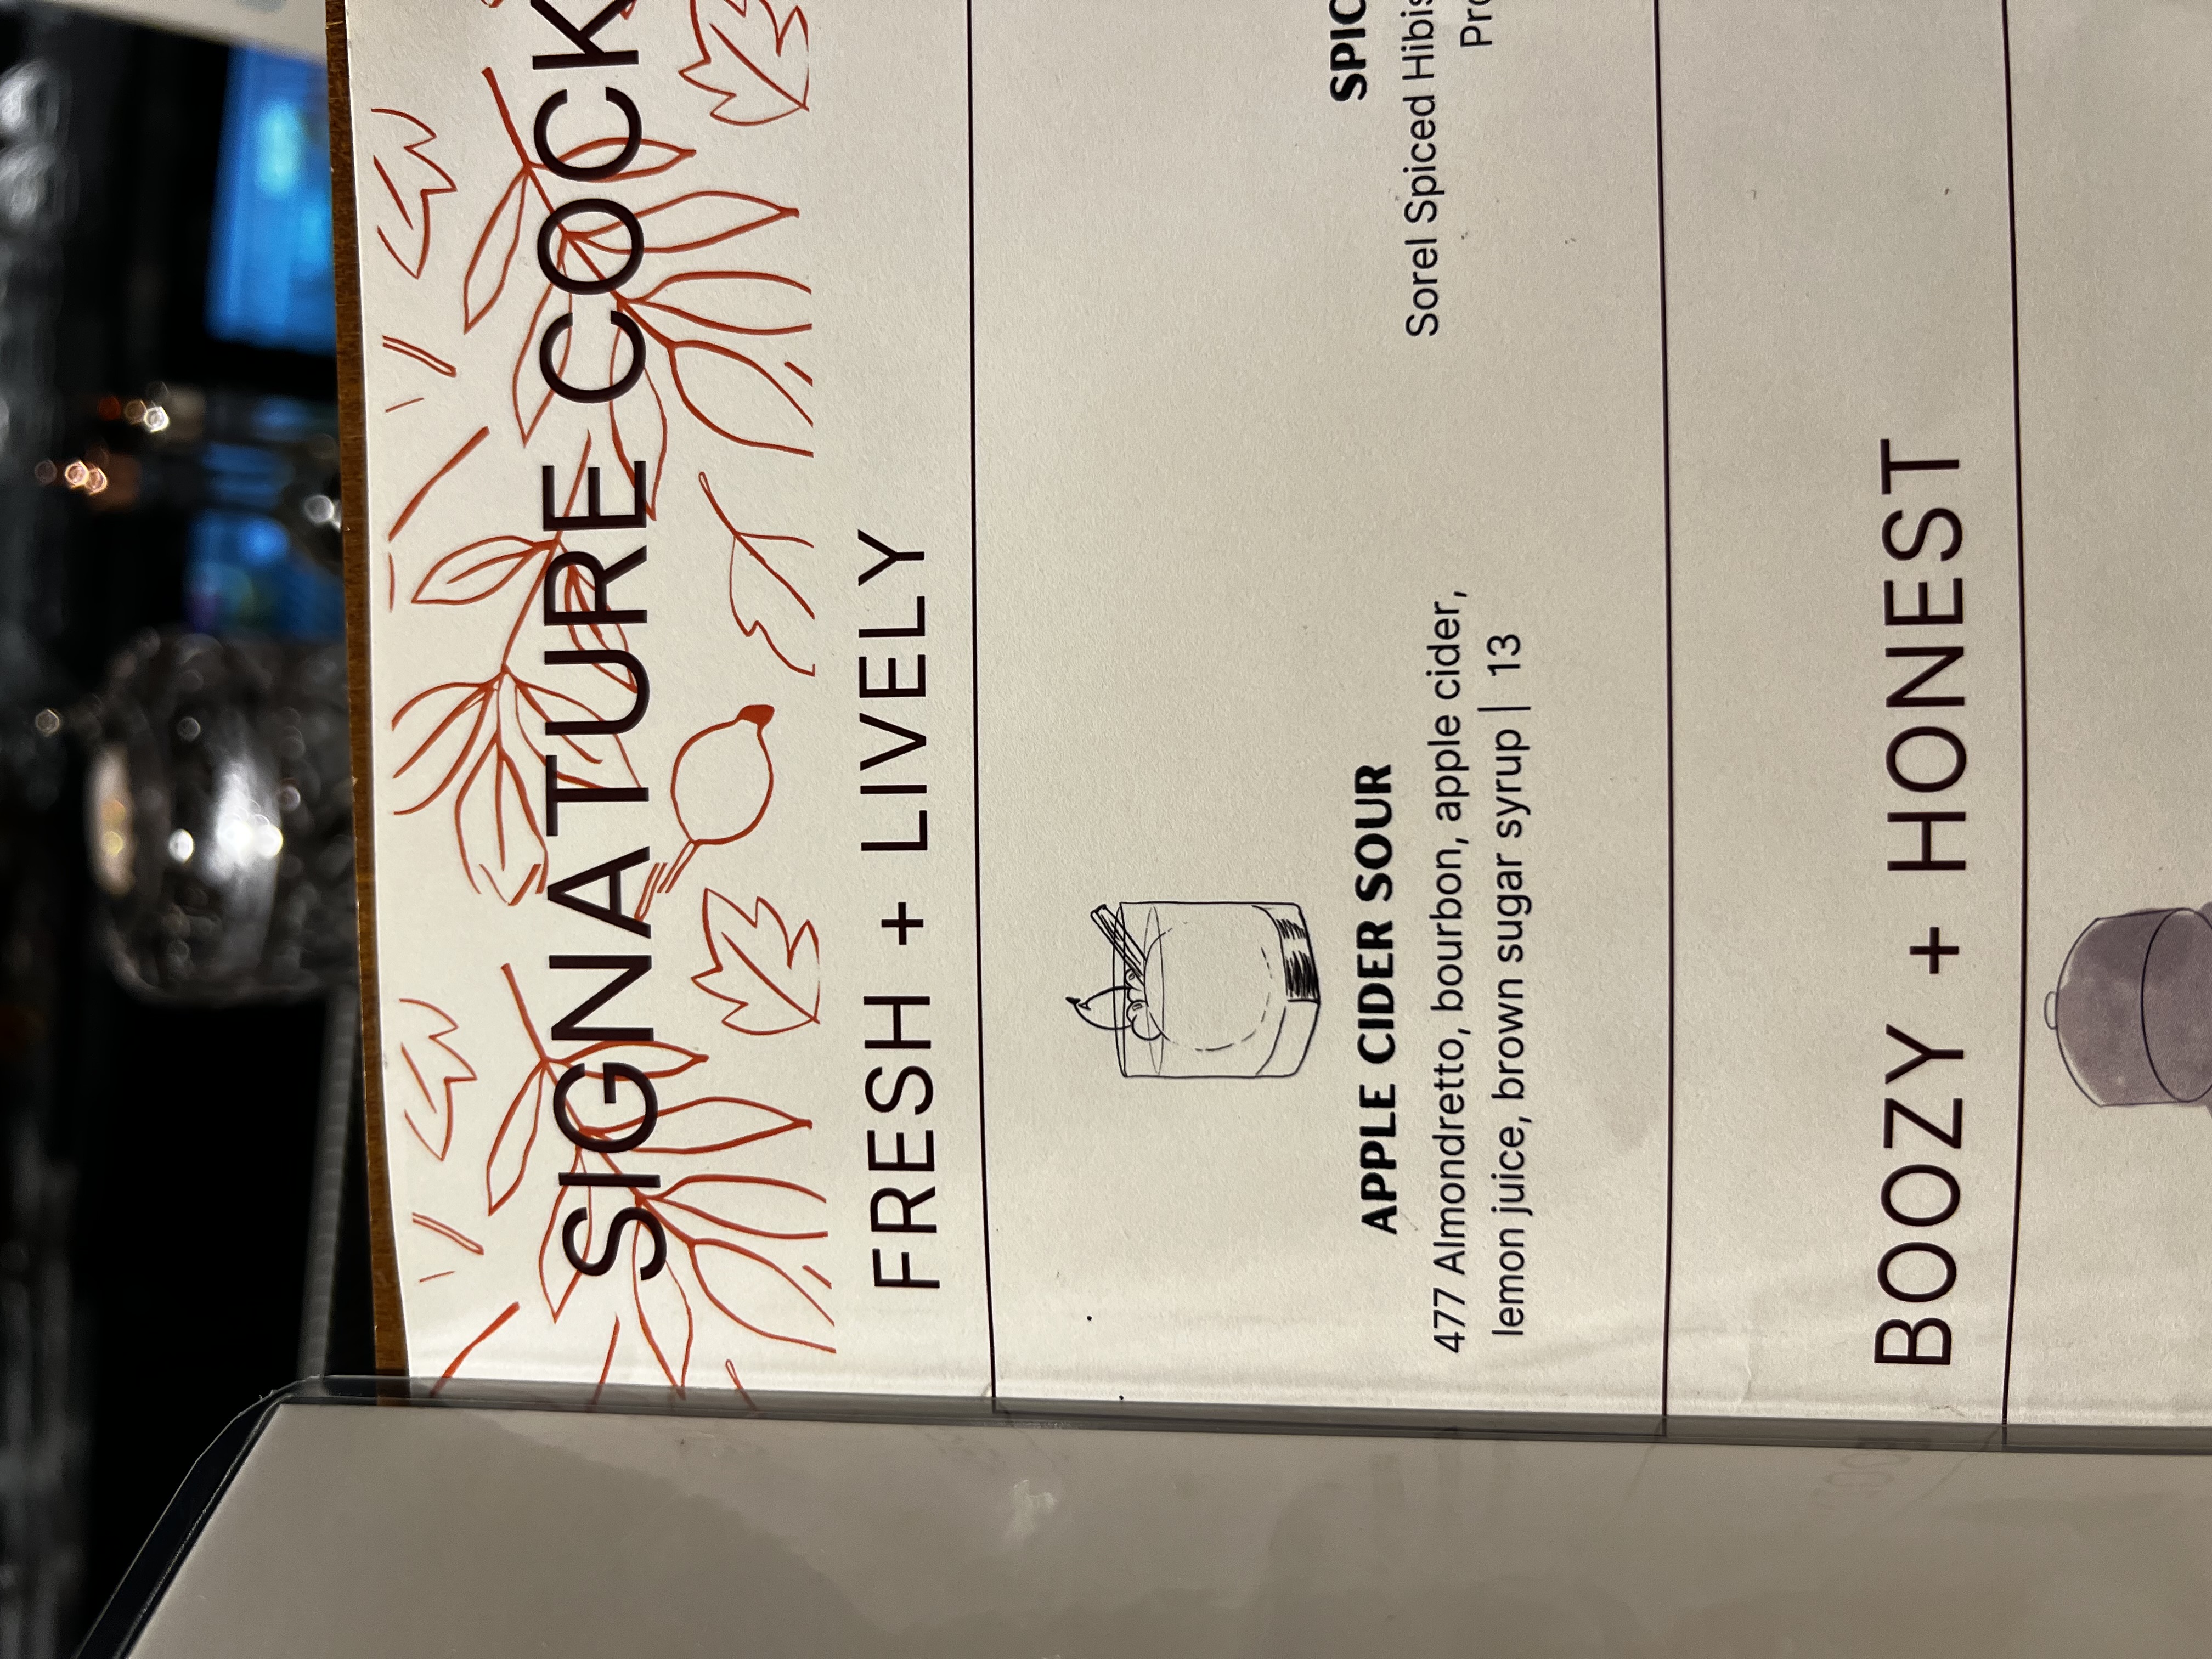 SIGNATURE COCK
FRESH + LIVELY
APPLE CIDER SOUR
477 Almondretto, bourbon, apple cider,
lemon juice, brown sugar syrup | 13
SPIC
Sorel Spiced Hibis
Pro
BOOZY + HONEST